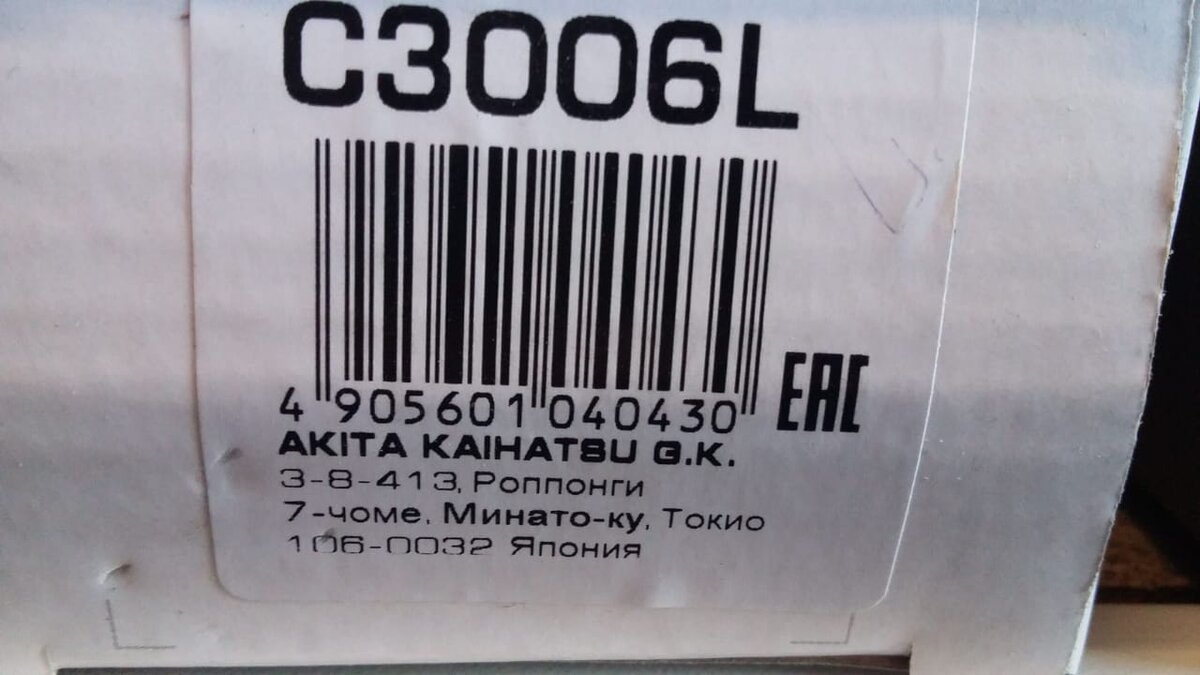 C3006L
4 905601 040430
EAC
AKITA KAIHATSU G.K.
3-8-413, Роппонги
7-чоме, Минато-ку, Токио
106-0032 Япония